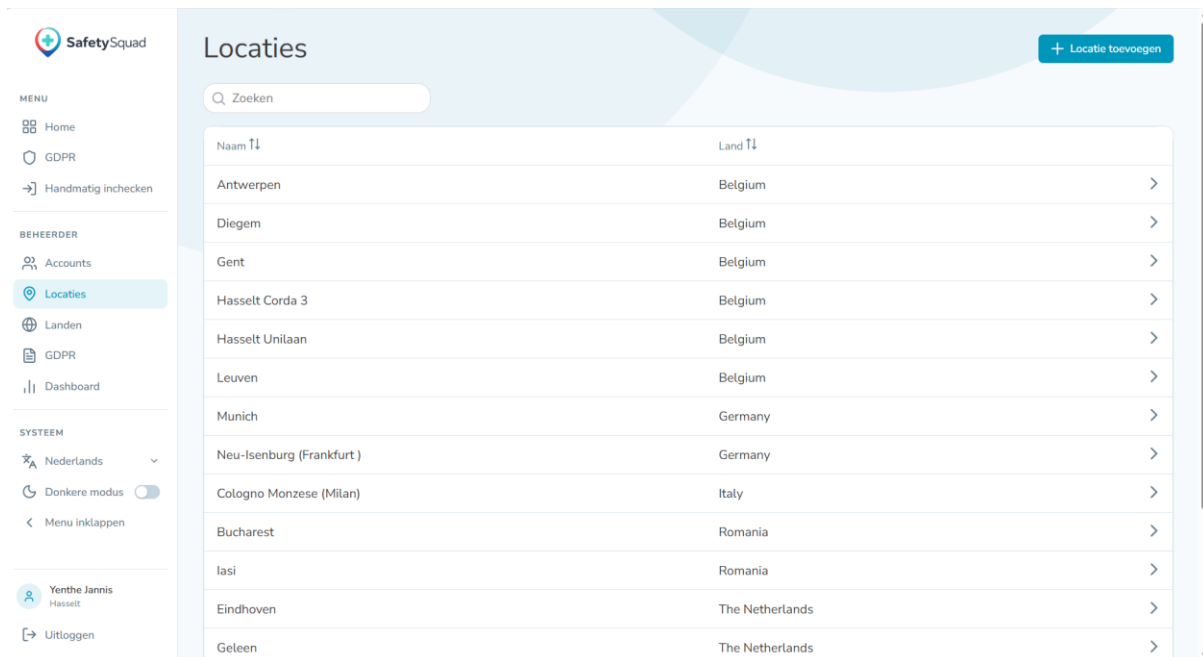 SafetySquad
MENU
Home
GDPR
Handmatig inchecken
BEHEERDER
Accounts
Locaties
Landen
GDPR
Dashboard
SYSTEEM
Nederlands
Donkere modus
Menu inklappen
Yenthe Jannis
Hasselt
Uitloggen
Locaties
Locatie toevoegen
Zoeken
Naam Land
Antwerpen Belgium
Diegem Belgium
Gent Belgium
Hasselt Corda 3 Belgium
Hasselt Unilaan Belgium
Leuven Belgium
Munich Germany
Neu-Isenburg (Frankfurt ) Germany
Cologno Monzese (Milan) Italy
Bucharest Romania
Iasi Romania
Eindhoven The Netherlands
Geleen The Netherlands